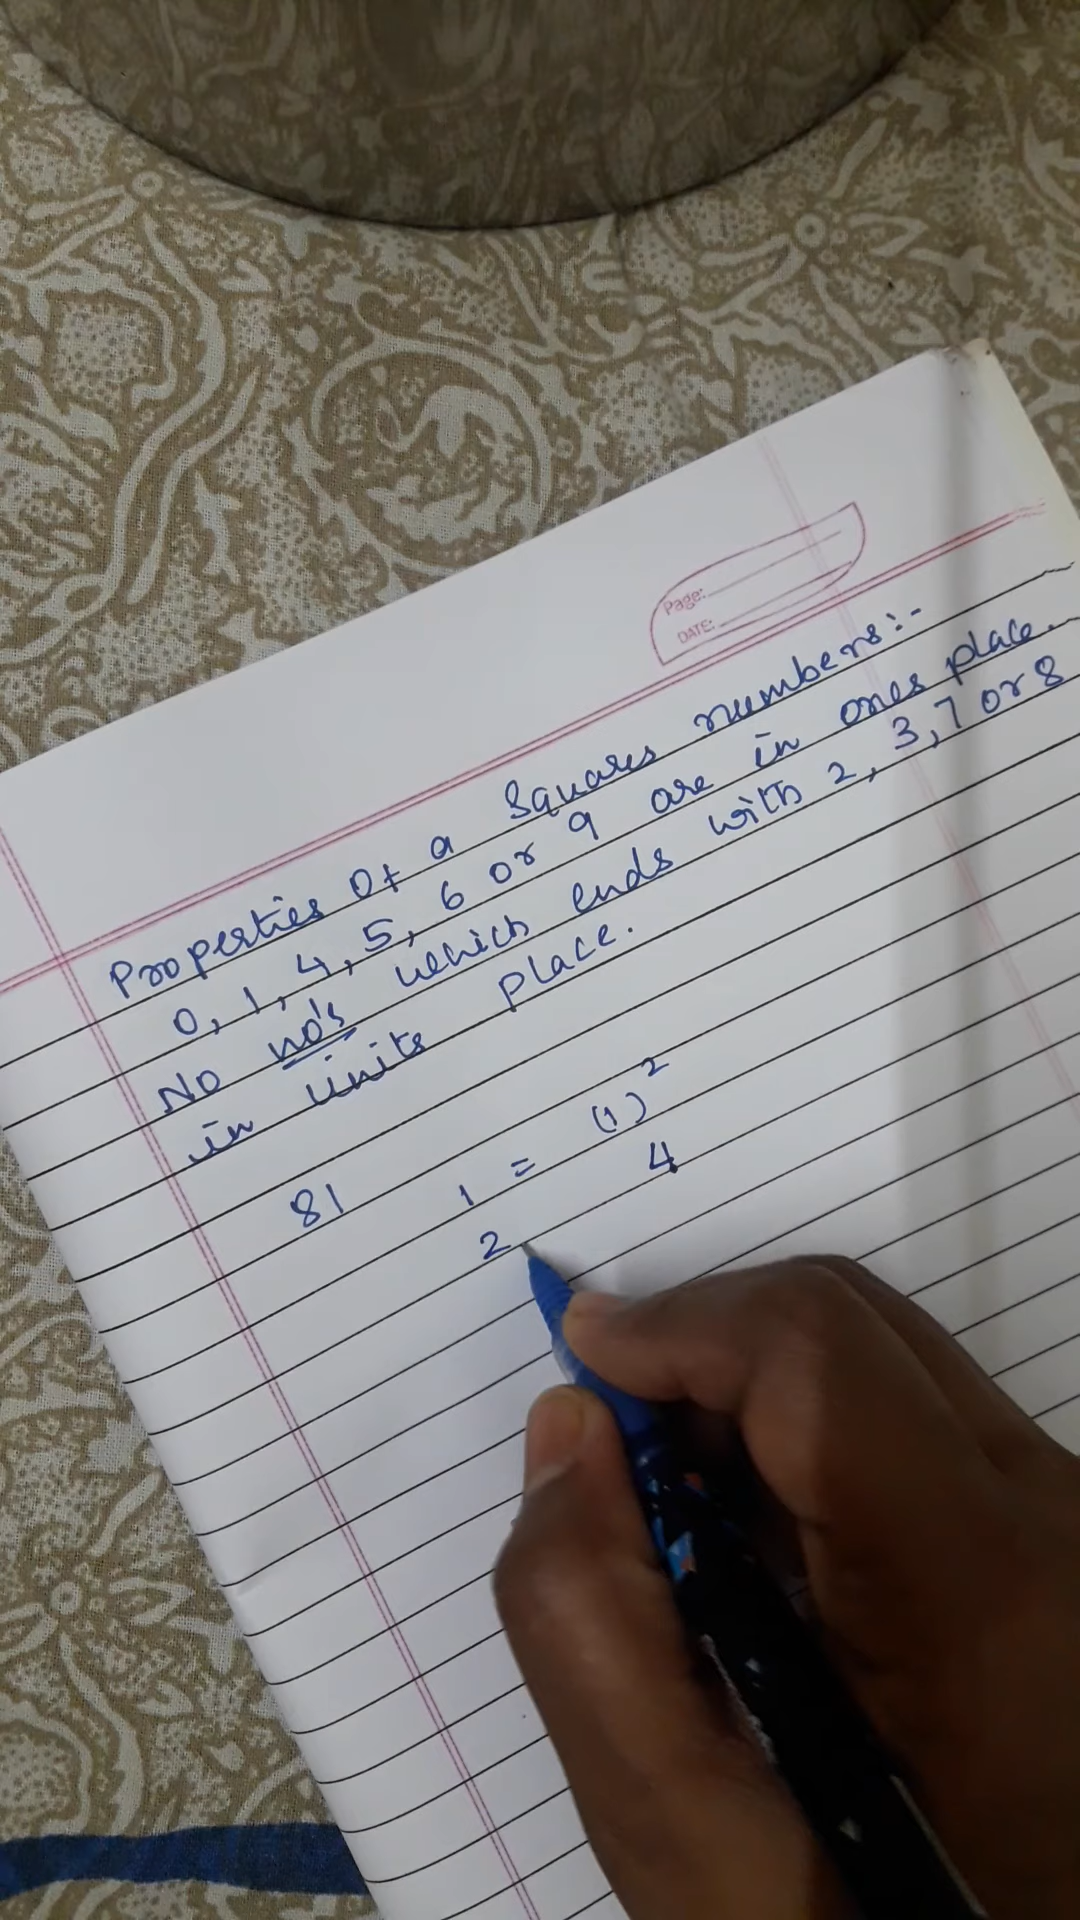 Page:
DATE:
Properties Of a Squares numbers:-
0, 1, 4, 5, 6 or 9 are in ones place.
No no's which ends with 2, 3, 7 or 8
in units place.
81 1 = (1)²
2 4